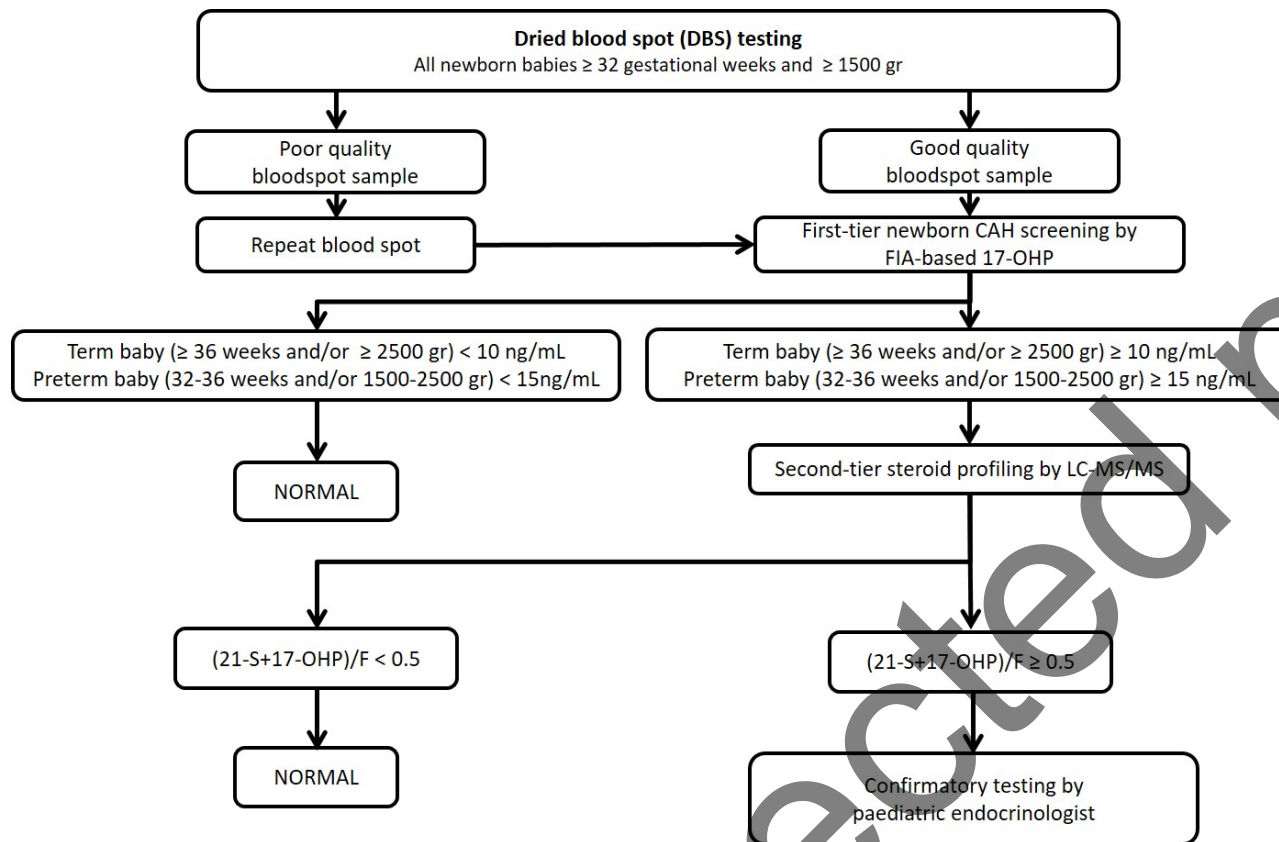 Dried blood spot (DBS) testing
All newborn babies ≥ 32 gestational weeks and ≥ 1500 gr
Poor quality
bloodspot sample
Good quality
bloodspot sample
Repeat blood spot
First-tier newborn CAH screening by
FIA-based 17-OHP
Term baby (≥ 36 weeks and/or ≥ 2500 gr) < 10 ng/mL
Preterm baby (32-36 weeks and/or 1500-2500 gr) < 15ng/mL
Term baby (≥ 36 weeks and/or ≥ 2500 gr) ≥ 10 ng/mL
Preterm baby (32-36 weeks and/or 1500-2500 gr) ≥ 15 ng/mL
Second-tier steroid profiling by LC-MS/MS
NORMAL
(21-S+17-OHP)/F < 0.5
(21-S+17-OHP)/F ≥ 0.5
NORMAL
Confirmatory testing by
paediatric endocrinologist